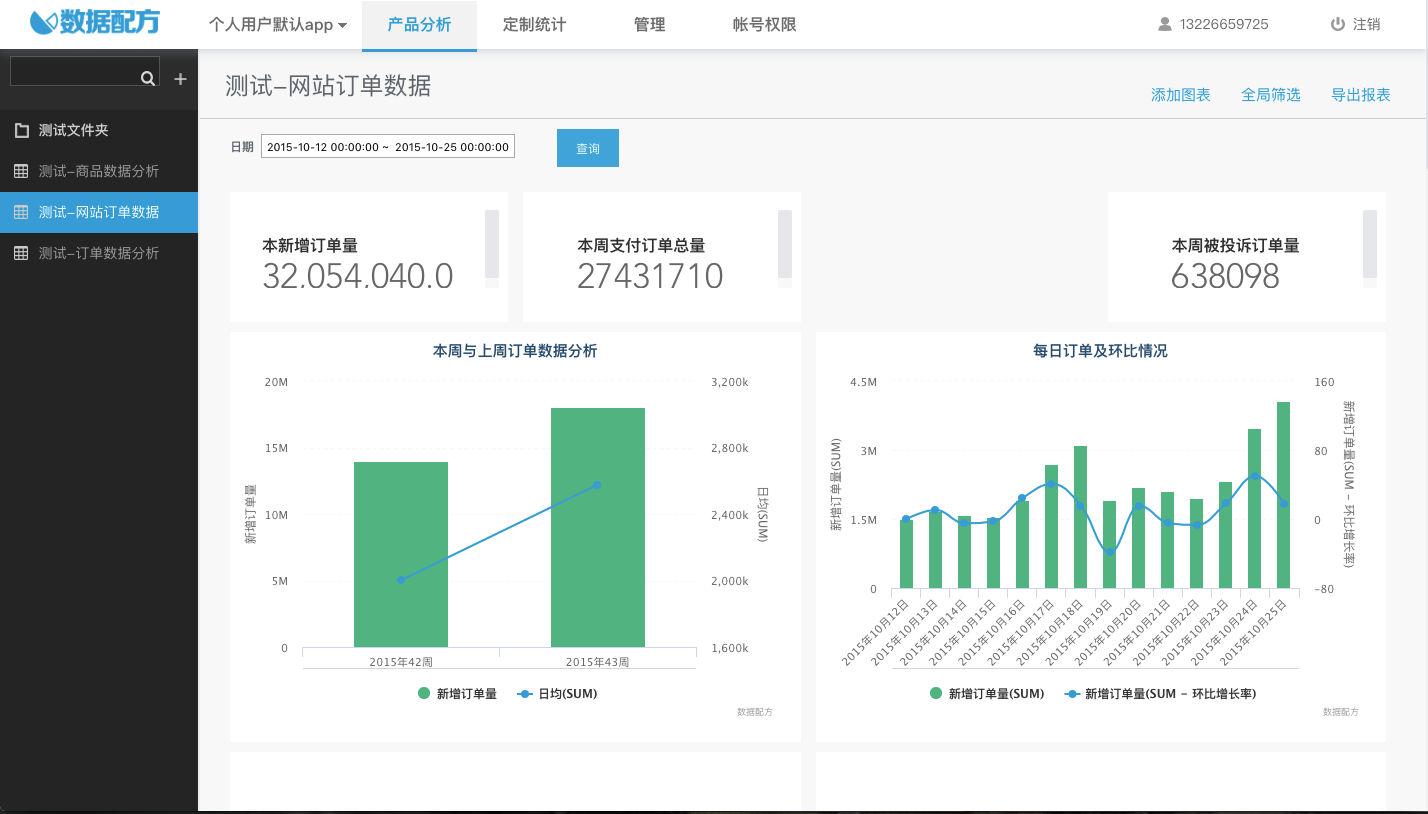 数据配方
个人用户默认app
产品分析
定制统计
管理
帐号权限
13226659725
注销
测试文件夹
测试-商品数据分析
测试-网站订单数据
测试-订单数据分析
测试-网站订单数据
添加图表
全局筛选
导出报表
日期
2015-10-12 00:00:00 ~ 2015-10-25 00:00:00
查询
本新增订单量
32,054,040.0
本周支付订单总量
27431710
本周被投诉订单量
638098
本周与上周订单数据分析
20M
15M
10M
5M
0
新增订单量
3,200k
2,800k
2,400k
2,000k
1,600k
日均(SUM)
2015年42周
2015年43周
新增订单量
日均(SUM)
数据配方
每日订单及环比情况
4.5M
3M
1.5M
0
新增订单量(SUM)
160
80
0
-80
新增订单量(SUM - 环比增长率)
2015年10月12日
2015年10月13日
2015年10月14日
2015年10月15日
2015年10月16日
2015年10月17日
2015年10月18日
2015年10月19日
2015年10月20日
2015年10月21日
2015年10月22日
2015年10月23日
2015年10月24日
2015年10月25日
新增订单量(SUM)
新增订单量(SUM - 环比增长率)
数据配方